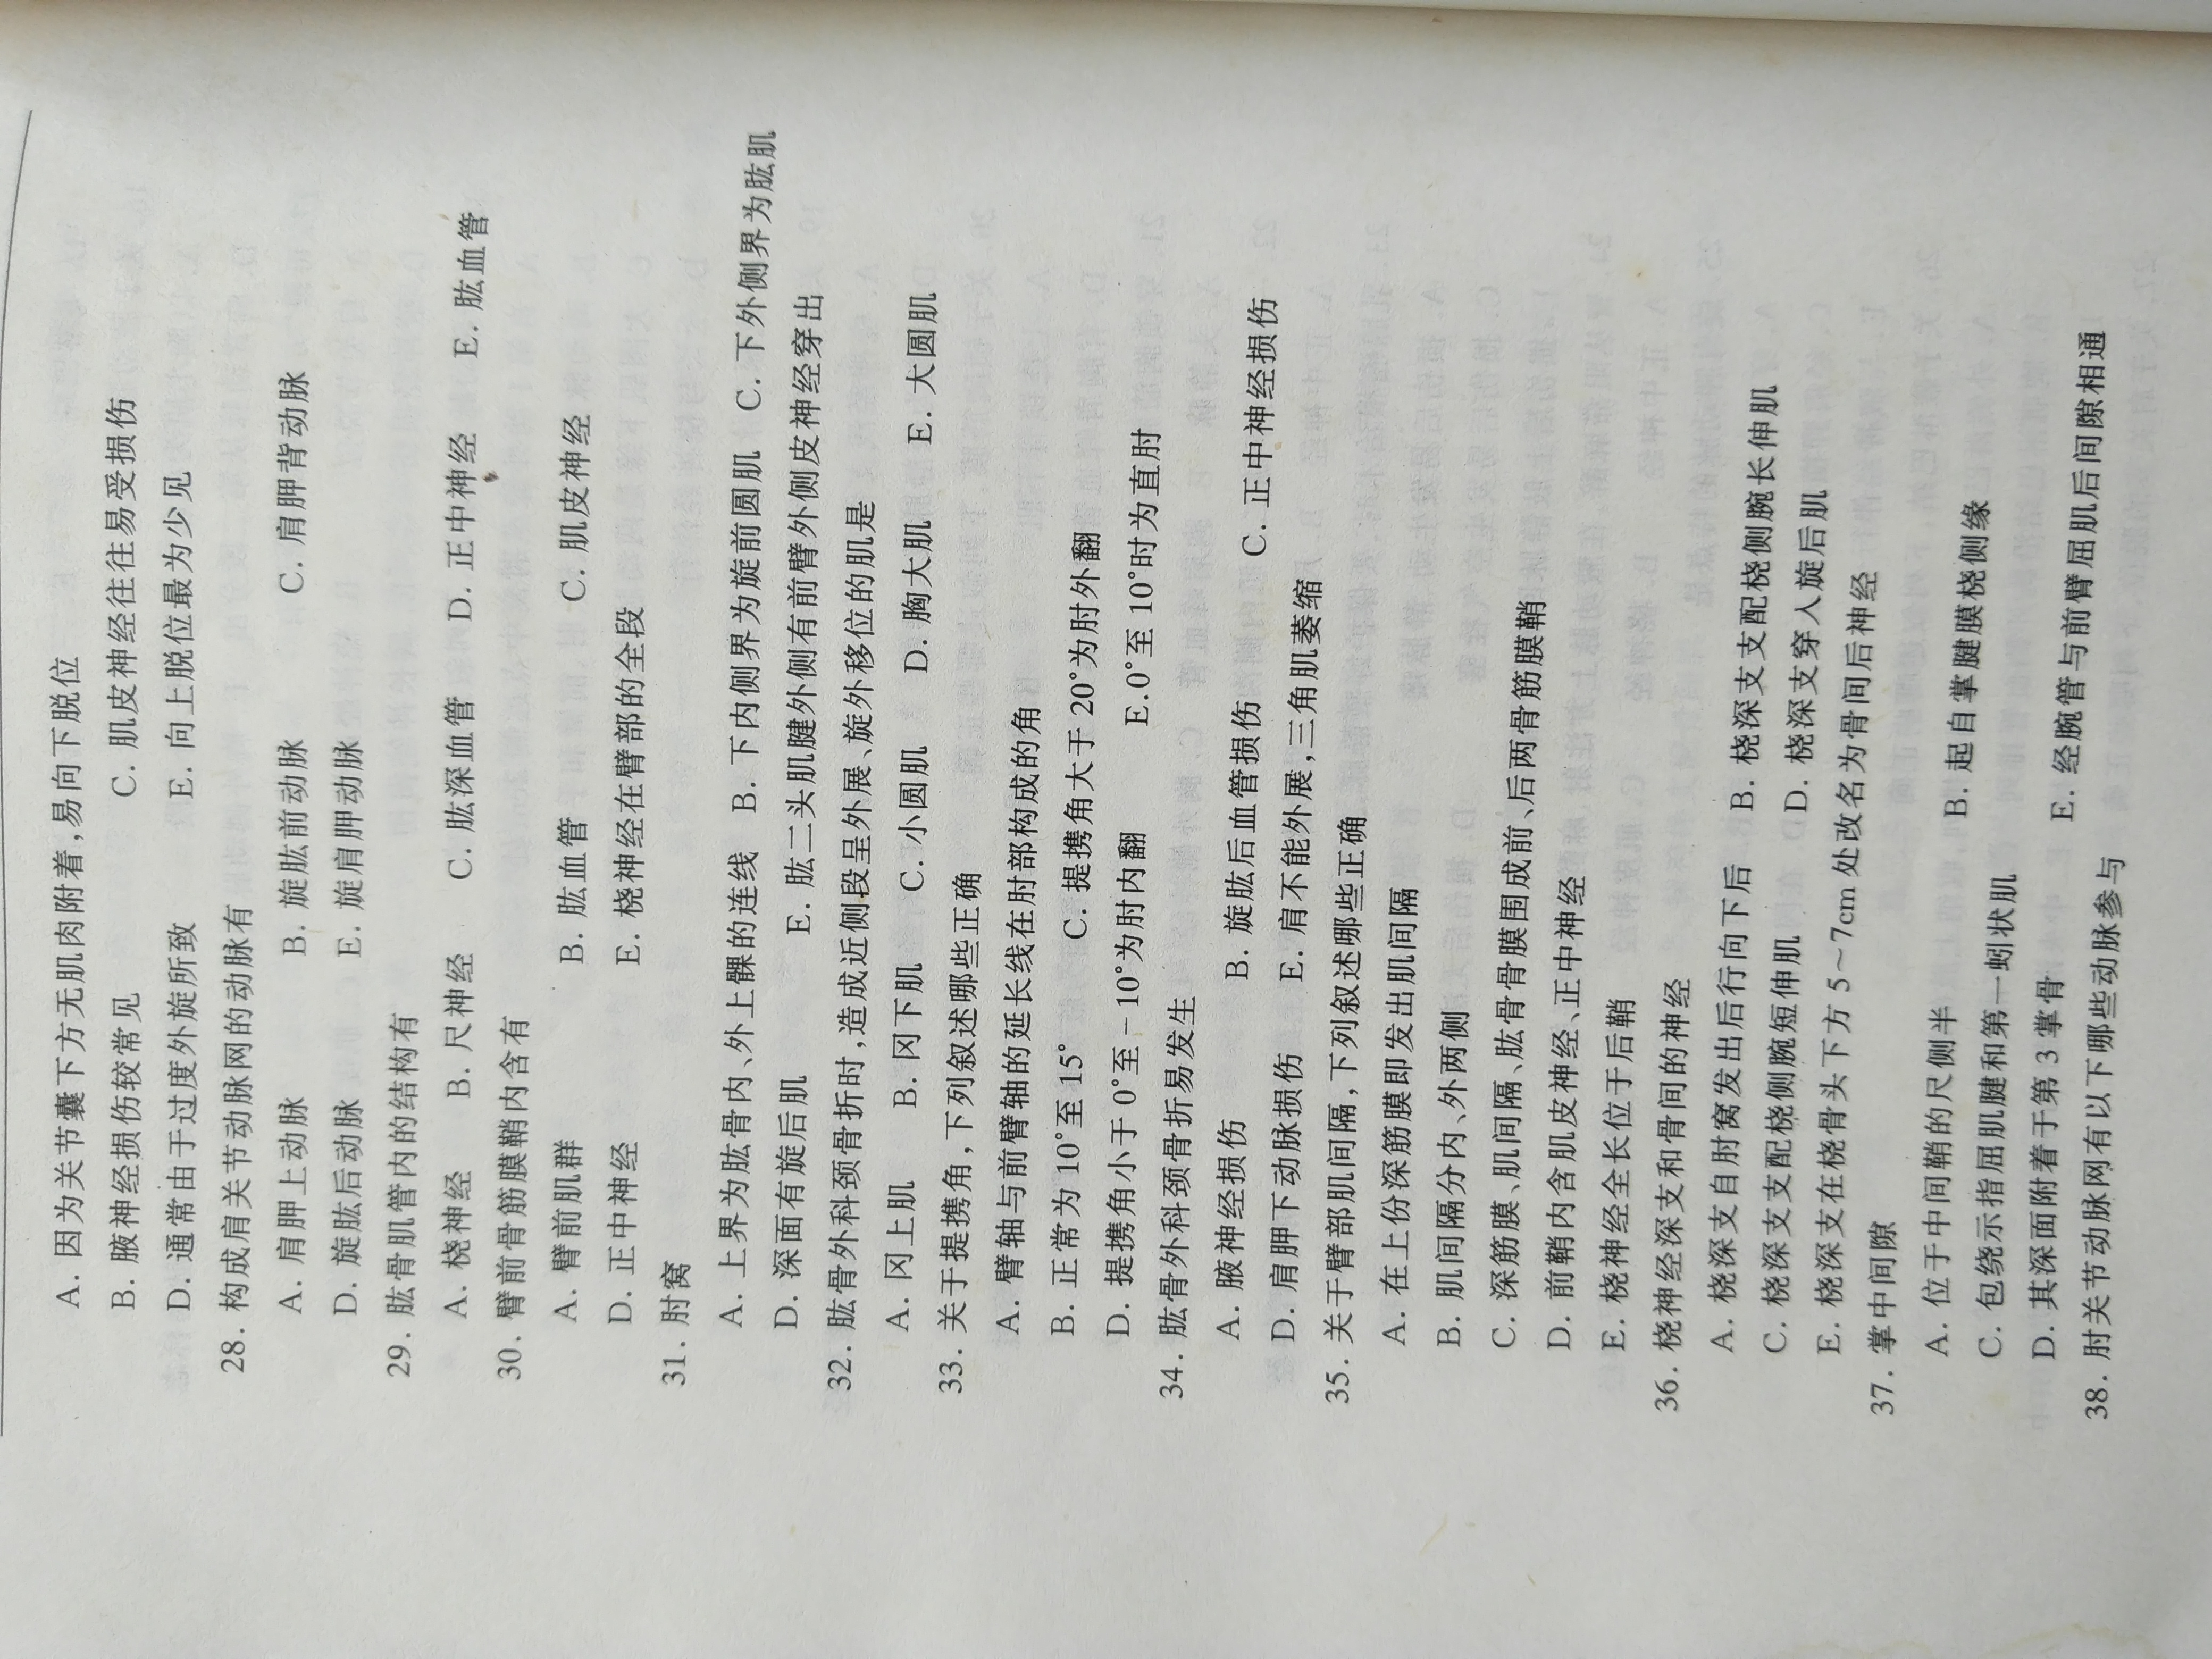 A. 因为关节囊下方无肌肉附着,易向下脱位
B. 腋神经损伤较常见 C. 肌皮神经往往易受损伤
D. 通常由于过度外旋所致 E. 向上脱位最为少见
28. 构成肩关节动脉网的动脉有
A. 肩胛上动脉 B. 旋肱前动脉 C. 肩胛背动脉
D. 旋肱后动脉 E. 旋肩胛动脉
29. 肱骨肌管内的结构有
A. 桡神经 B. 尺神经 C. 肱深血管 D. 正中神经 E. 肱血管
30. 臂前骨筋膜鞘内含有
A. 臂前肌群 B. 肱血管 C. 肌皮神经
D. 正中神经 E. 桡神经在臂部的全段
31. 肘窝
A. 上界为肱骨内、外上髁的连线 B. 下内侧界为旋前圆肌 C. 下外侧界为肱肌
D. 深面有旋后肌 E. 肱二头肌腱外侧有前臂外侧皮神经穿出
32. 肱骨外科颈骨折时,造成近侧段呈外展、旋外移位的肌是
A. 冈上肌 B. 冈下肌 C. 小圆肌 D. 胸大肌 E. 大圆肌
33. 关于提携角,下列叙述哪些正确
A. 臂轴与前臂轴的延长线在肘部构成的角
B. 正常为 10°至 15° C. 提携角大于 20°为肘外翻
D. 提携角小于 0°至－10°为肘内翻 E.0°至 10°时为直肘
34. 肱骨外科颈骨折易发生
A. 腋神经损伤 B. 旋肱后血管损伤 C. 正中神经损伤
D. 肩胛下动脉损伤 E. 肩不能外展,三角肌萎缩
35. 关于臂部肌间隔,下列叙述哪些正确
A. 在上份深筋膜即发出肌间隔
B. 肌间隔分内、外两侧
C. 深筋膜、肌间隔、肱骨骨膜围成前、后两骨筋膜鞘
D. 前鞘内含肌皮神经、正中神经
E. 桡神经全长位于后鞘
36. 桡神经深支和骨间的神经
A. 桡深支自肘窝发出后行向下后 B. 桡深支支配桡侧腕长伸肌
C. 桡深支支配桡侧腕短伸肌 D. 桡深支穿入旋后肌
E. 桡深支在桡骨头下方 5～7cm 处改名为骨间后神经
37. 掌中间隙
A. 位于中间鞘的尺侧半 B. 起自掌腱膜桡侧缘
C. 包绕示指屈肌腱和第一蚓状肌
D. 其深面附着于第 3 掌骨 E. 经腕管与前臂屈肌后间隙相通
38. 肘关节动脉网有以下哪些动脉参与